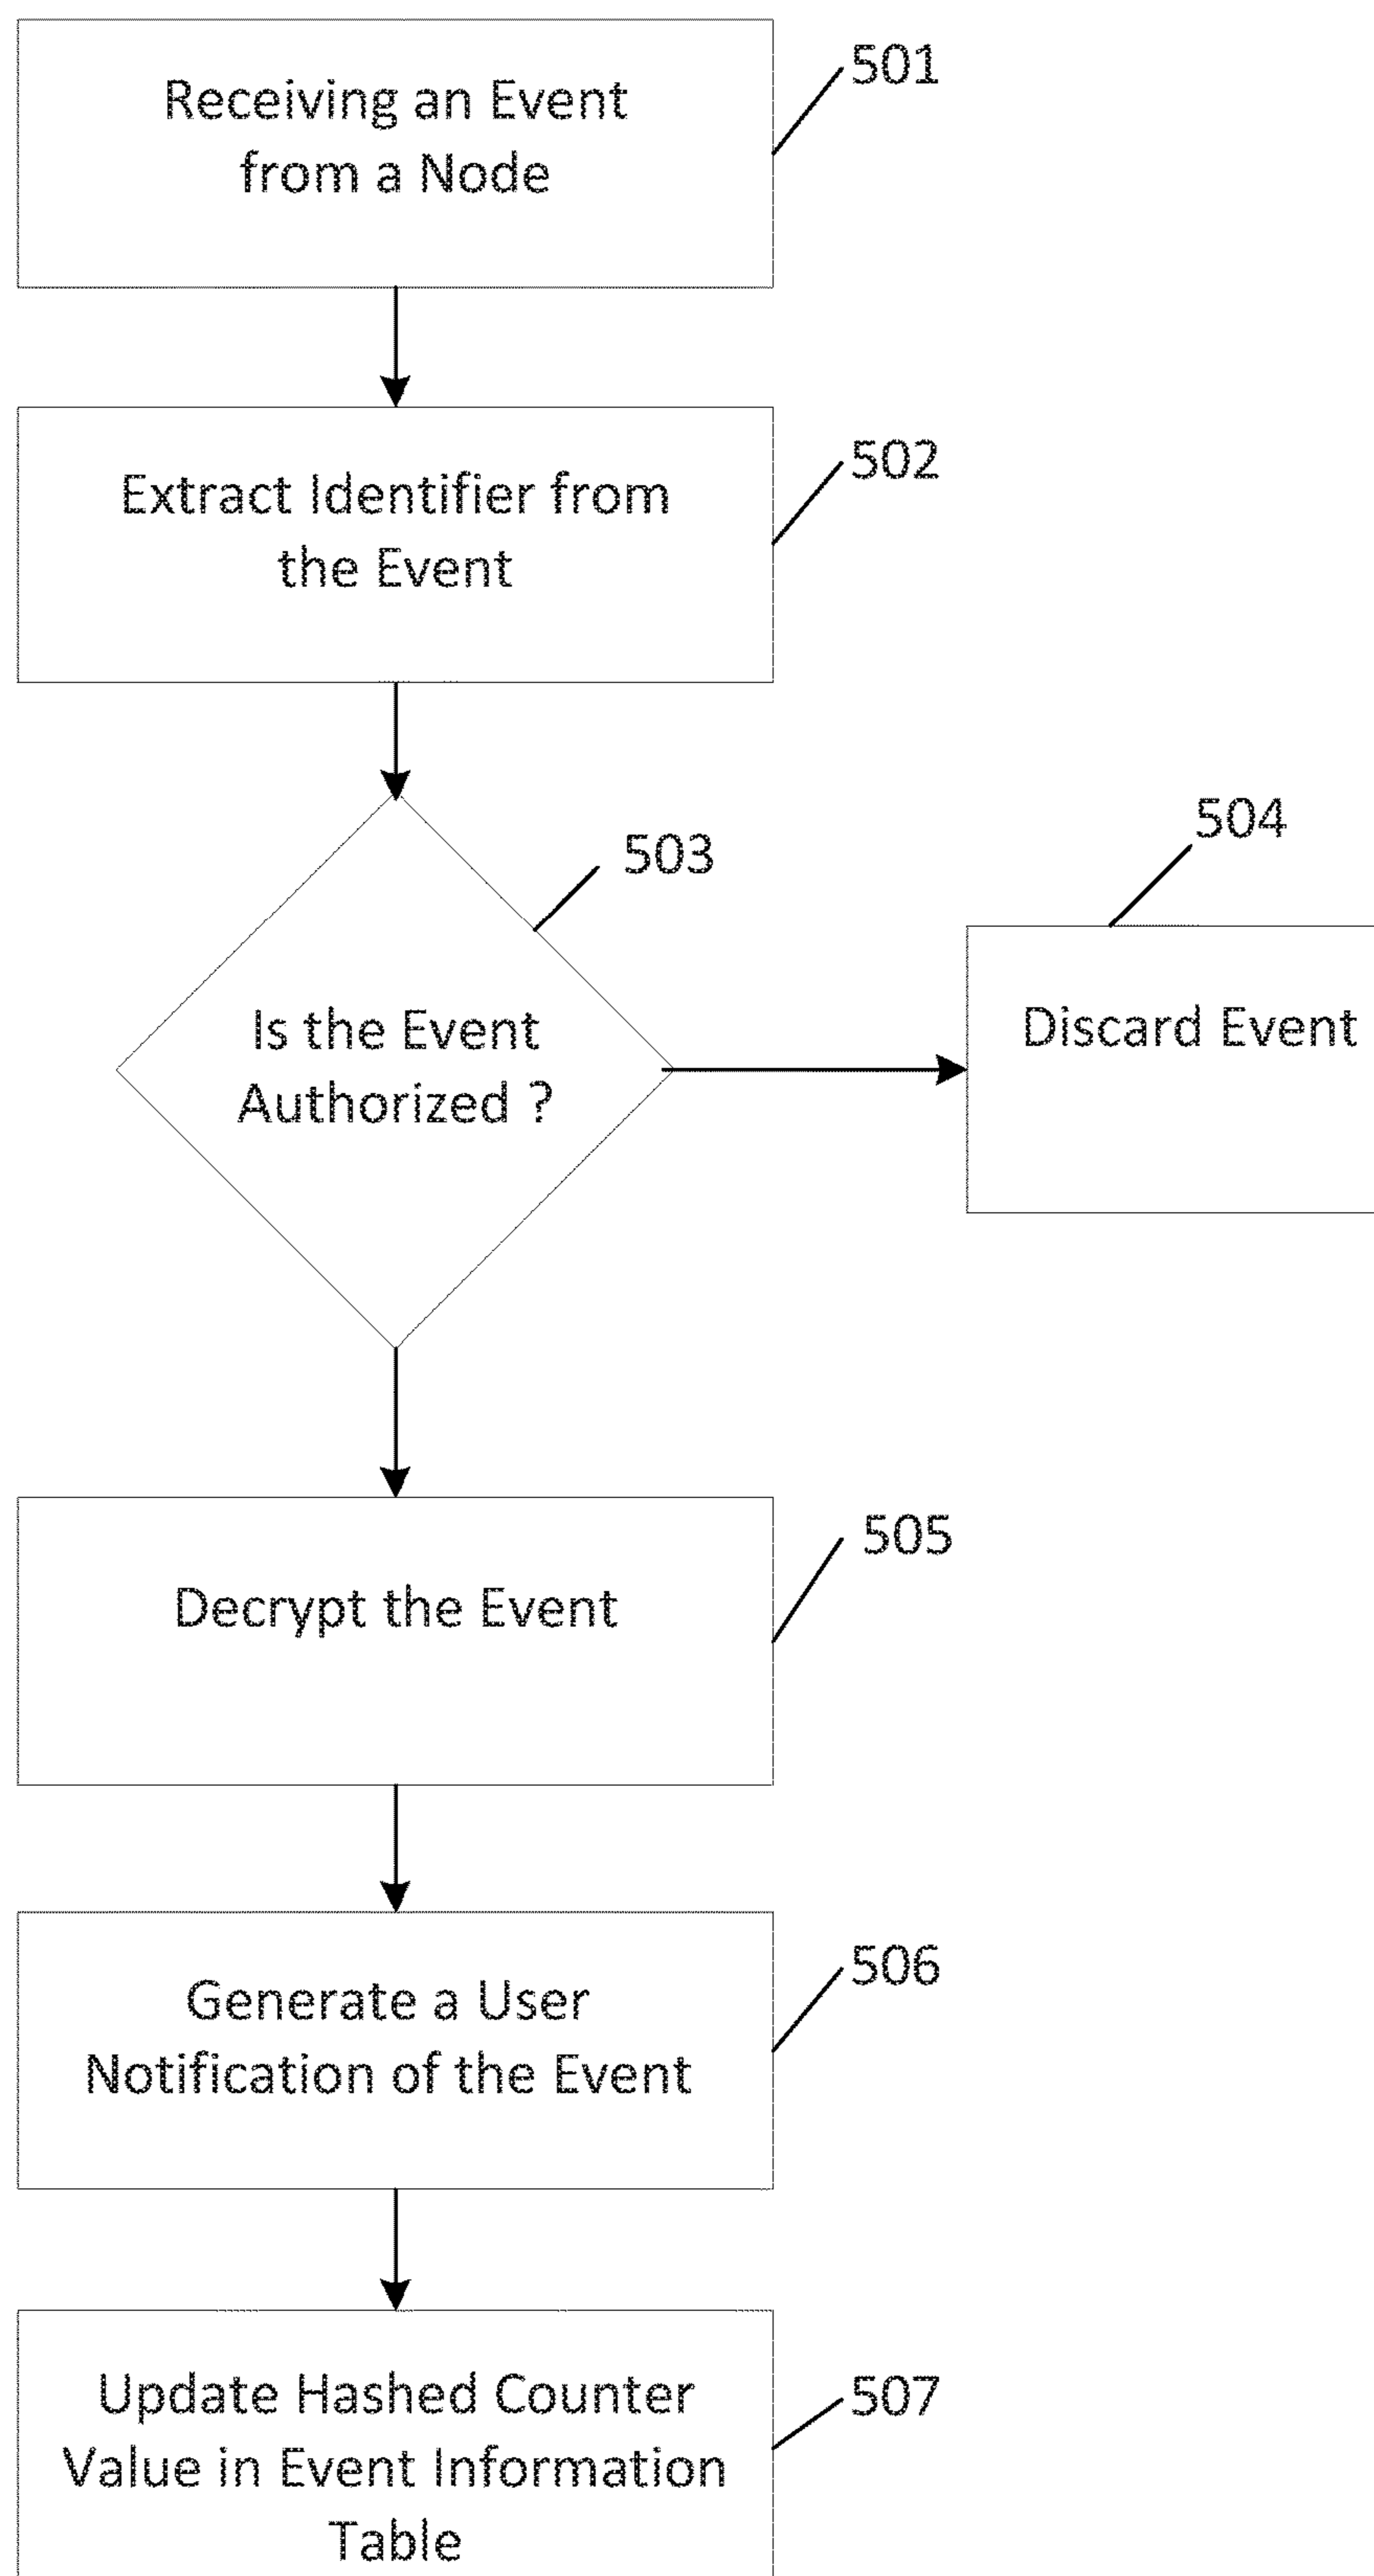 Receiving an Event
from a Node
501
Extract Identifier from
the Event
502
503
Is the Event
Authorized ?
504
Discard Event
Decrypt the Event
505
Generate a User
Notification of the Event
506
Update Hashed Counter
Value in Event Information
Table
507